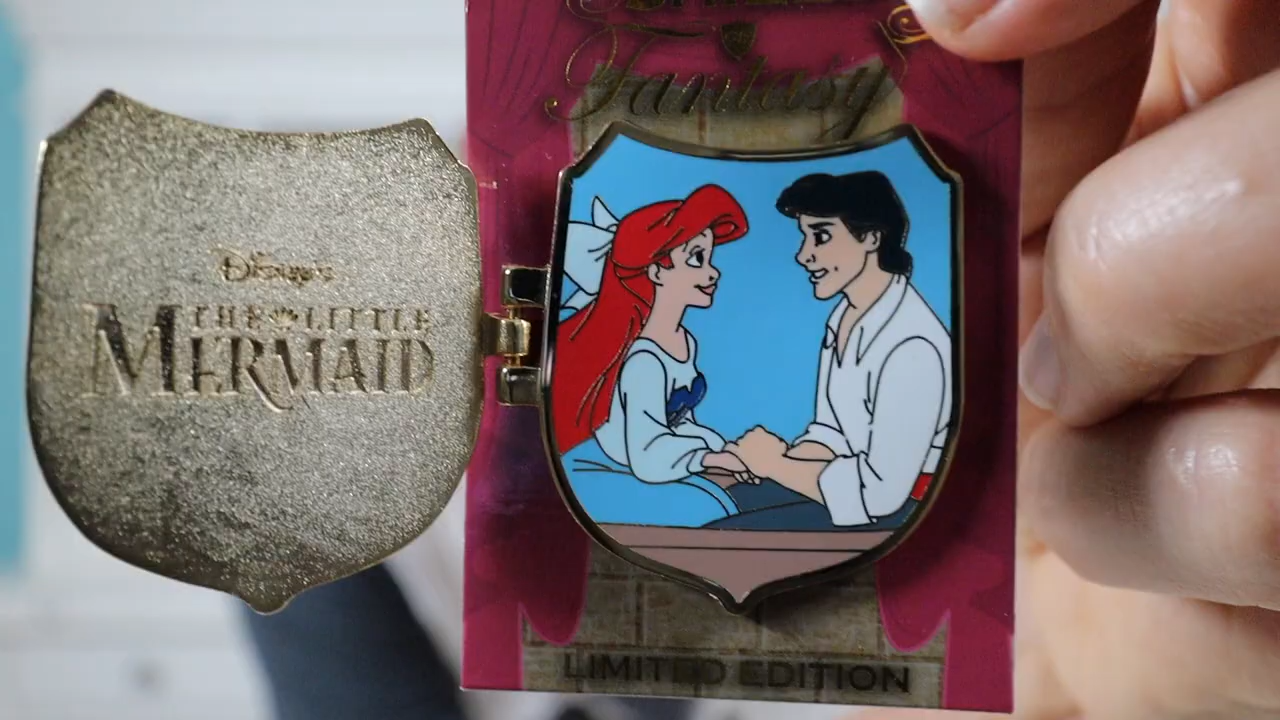 Fantasy
Disney's
THE LITTLE
MERMAID
LIMITED EDITION